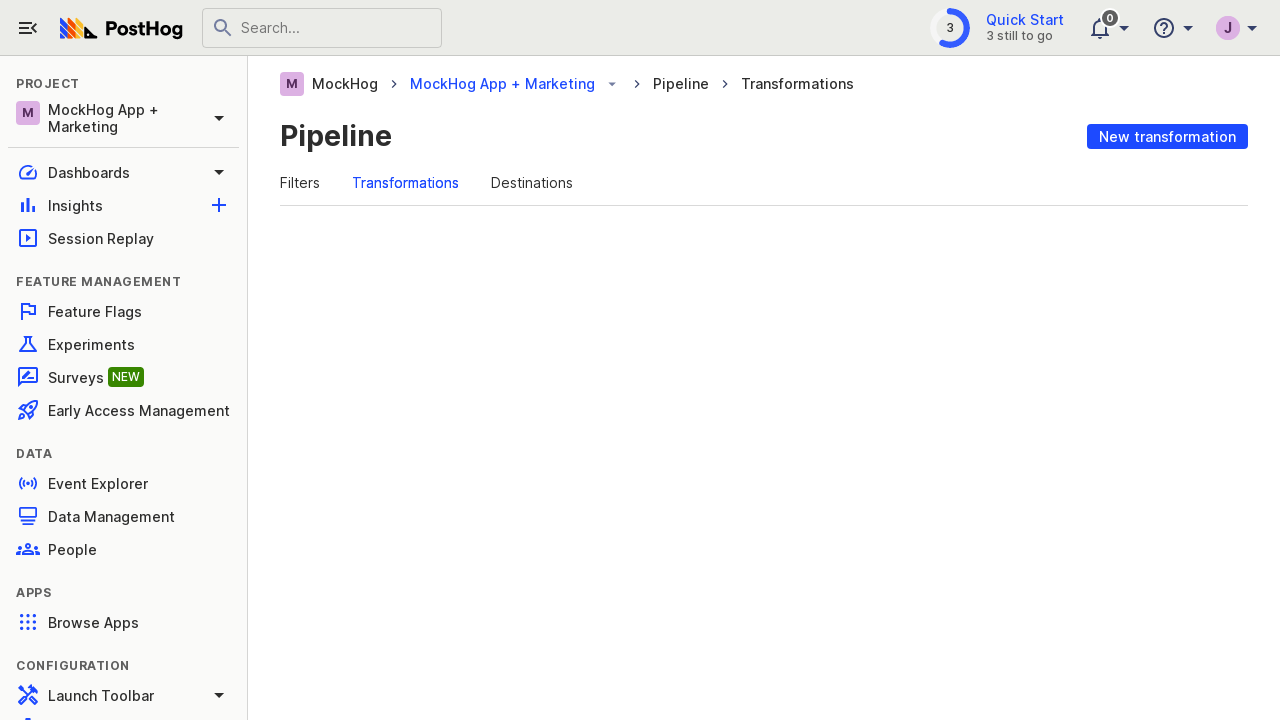 PostHog
Search...
3
Quick Start
3 still to go
0
J
PROJECT
M
MockHog App +
Marketing
Dashboards
Insights
Session Replay
FEATURE MANAGEMENT
Feature Flags
Experiments
Surveys NEW
Early Access Management
DATA
Event Explorer
Data Management
People
APPS
Browse Apps
CONFIGURATION
Launch Toolbar
M MockHog MockHog App + Marketing Pipeline Transformations
Pipeline
New transformation
Filters Transformations Destinations